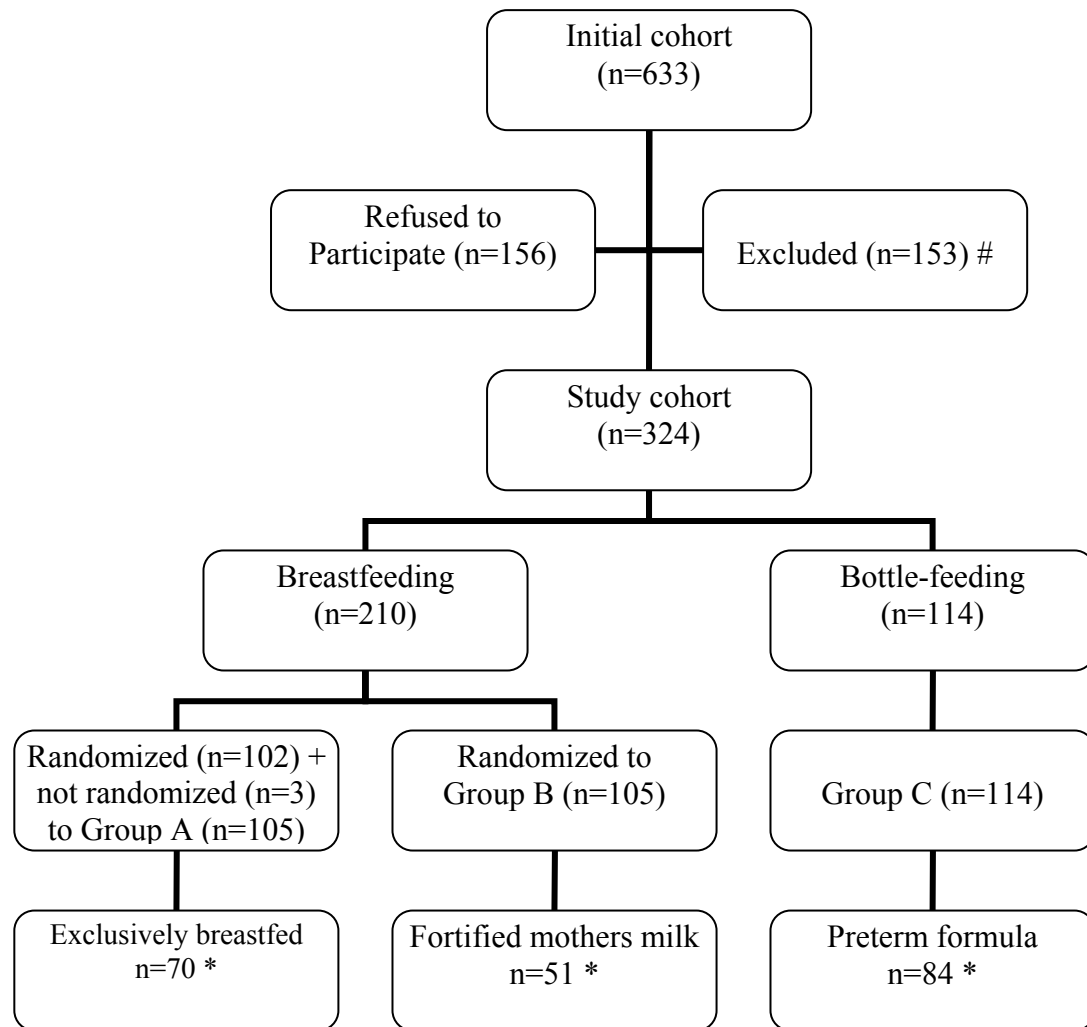 Initial cohort
(n=633)
Refused to
Participate (n=156)
Excluded (n=153) #
Study cohort
(n=324)
Breastfeeding
(n=210)
Bottle-feeding
(n=114)
Randomized (n=102) +
not randomized (n=3)
to Group A (n=105)
Randomized to
Group B (n=105)
Group C (n=114)
Exclusively breastfed
n=70 *
Fortified mothers milk
n=51 *
Preterm formula
n=84 *